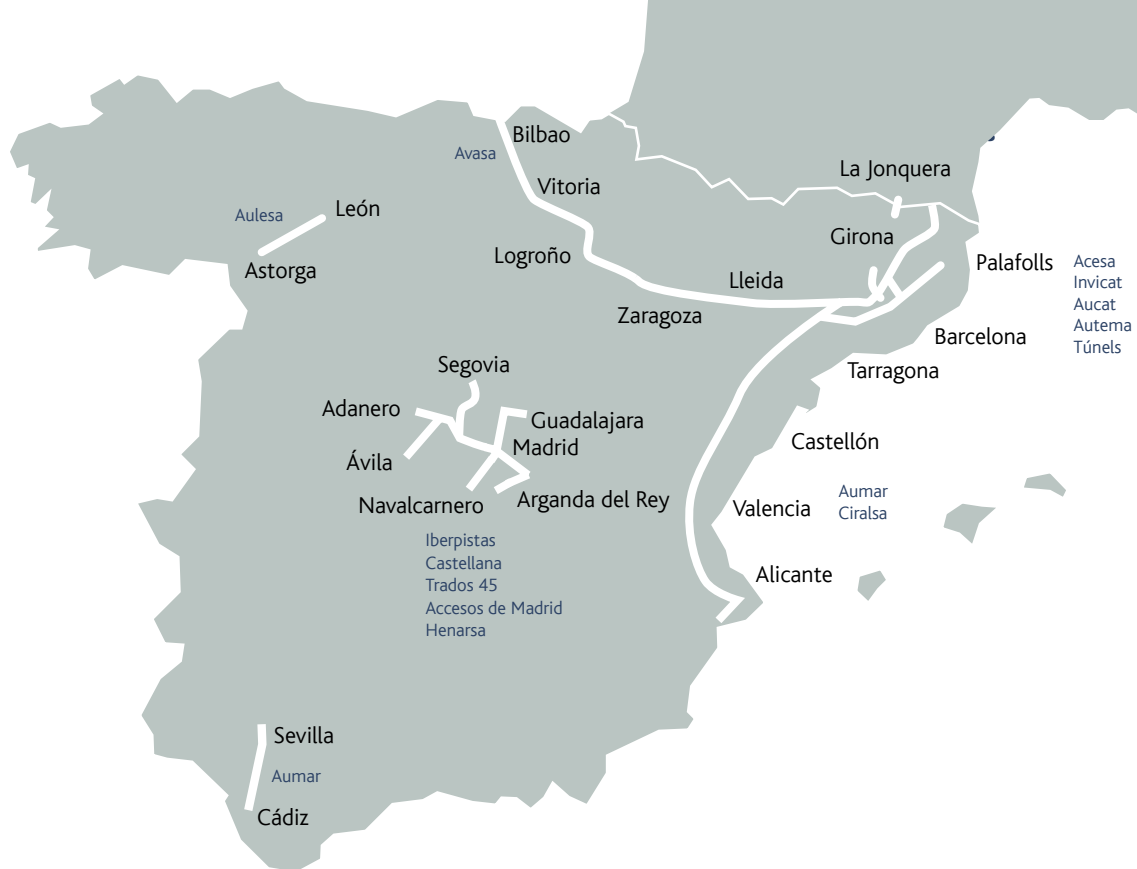 Bilbao
Avasa
La Jonquera
Vitoria
Aulesa
León
Girona
Logroño
Astorga
Palafolls
Acesa
Invicat
Aucat
Autema
Túnels
Lleida
Zaragoza
Barcelona
Tarragona
Segovia
Adanero
Guadalajara
Madrid
Castellón
Ávila
Navalcarnero
Arganda del Rey
Valencia
Aumar
Ciralsa
Iberpistas
Castellana
Trados 45
Accesos de Madrid
Henarsa
Alicante
Sevilla
Aumar
Cádiz